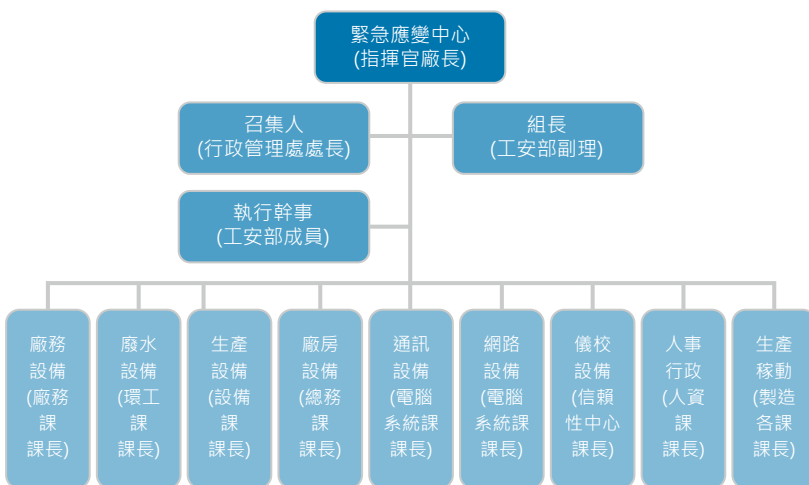 緊急應變中心
(指揮官廠長)
召集人
(行政管理處處長)
組長
(工安部副理)
執行幹事
(工安部成員)
廠務
設備
(廠務
課
課長)
廢水
設備
(環工
課
課長)
生產
設備
(設備
課
課長)
廠房
設備
(總務
課
課長)
通訊
設備
(電腦
系統課
課長)
網路
設備
(電腦
系統課
課長)
儀校
設備
(信賴
性中心
課長)
人事
行政
(人資
課
課長)
生產
稼動
(製造
各課
課長)